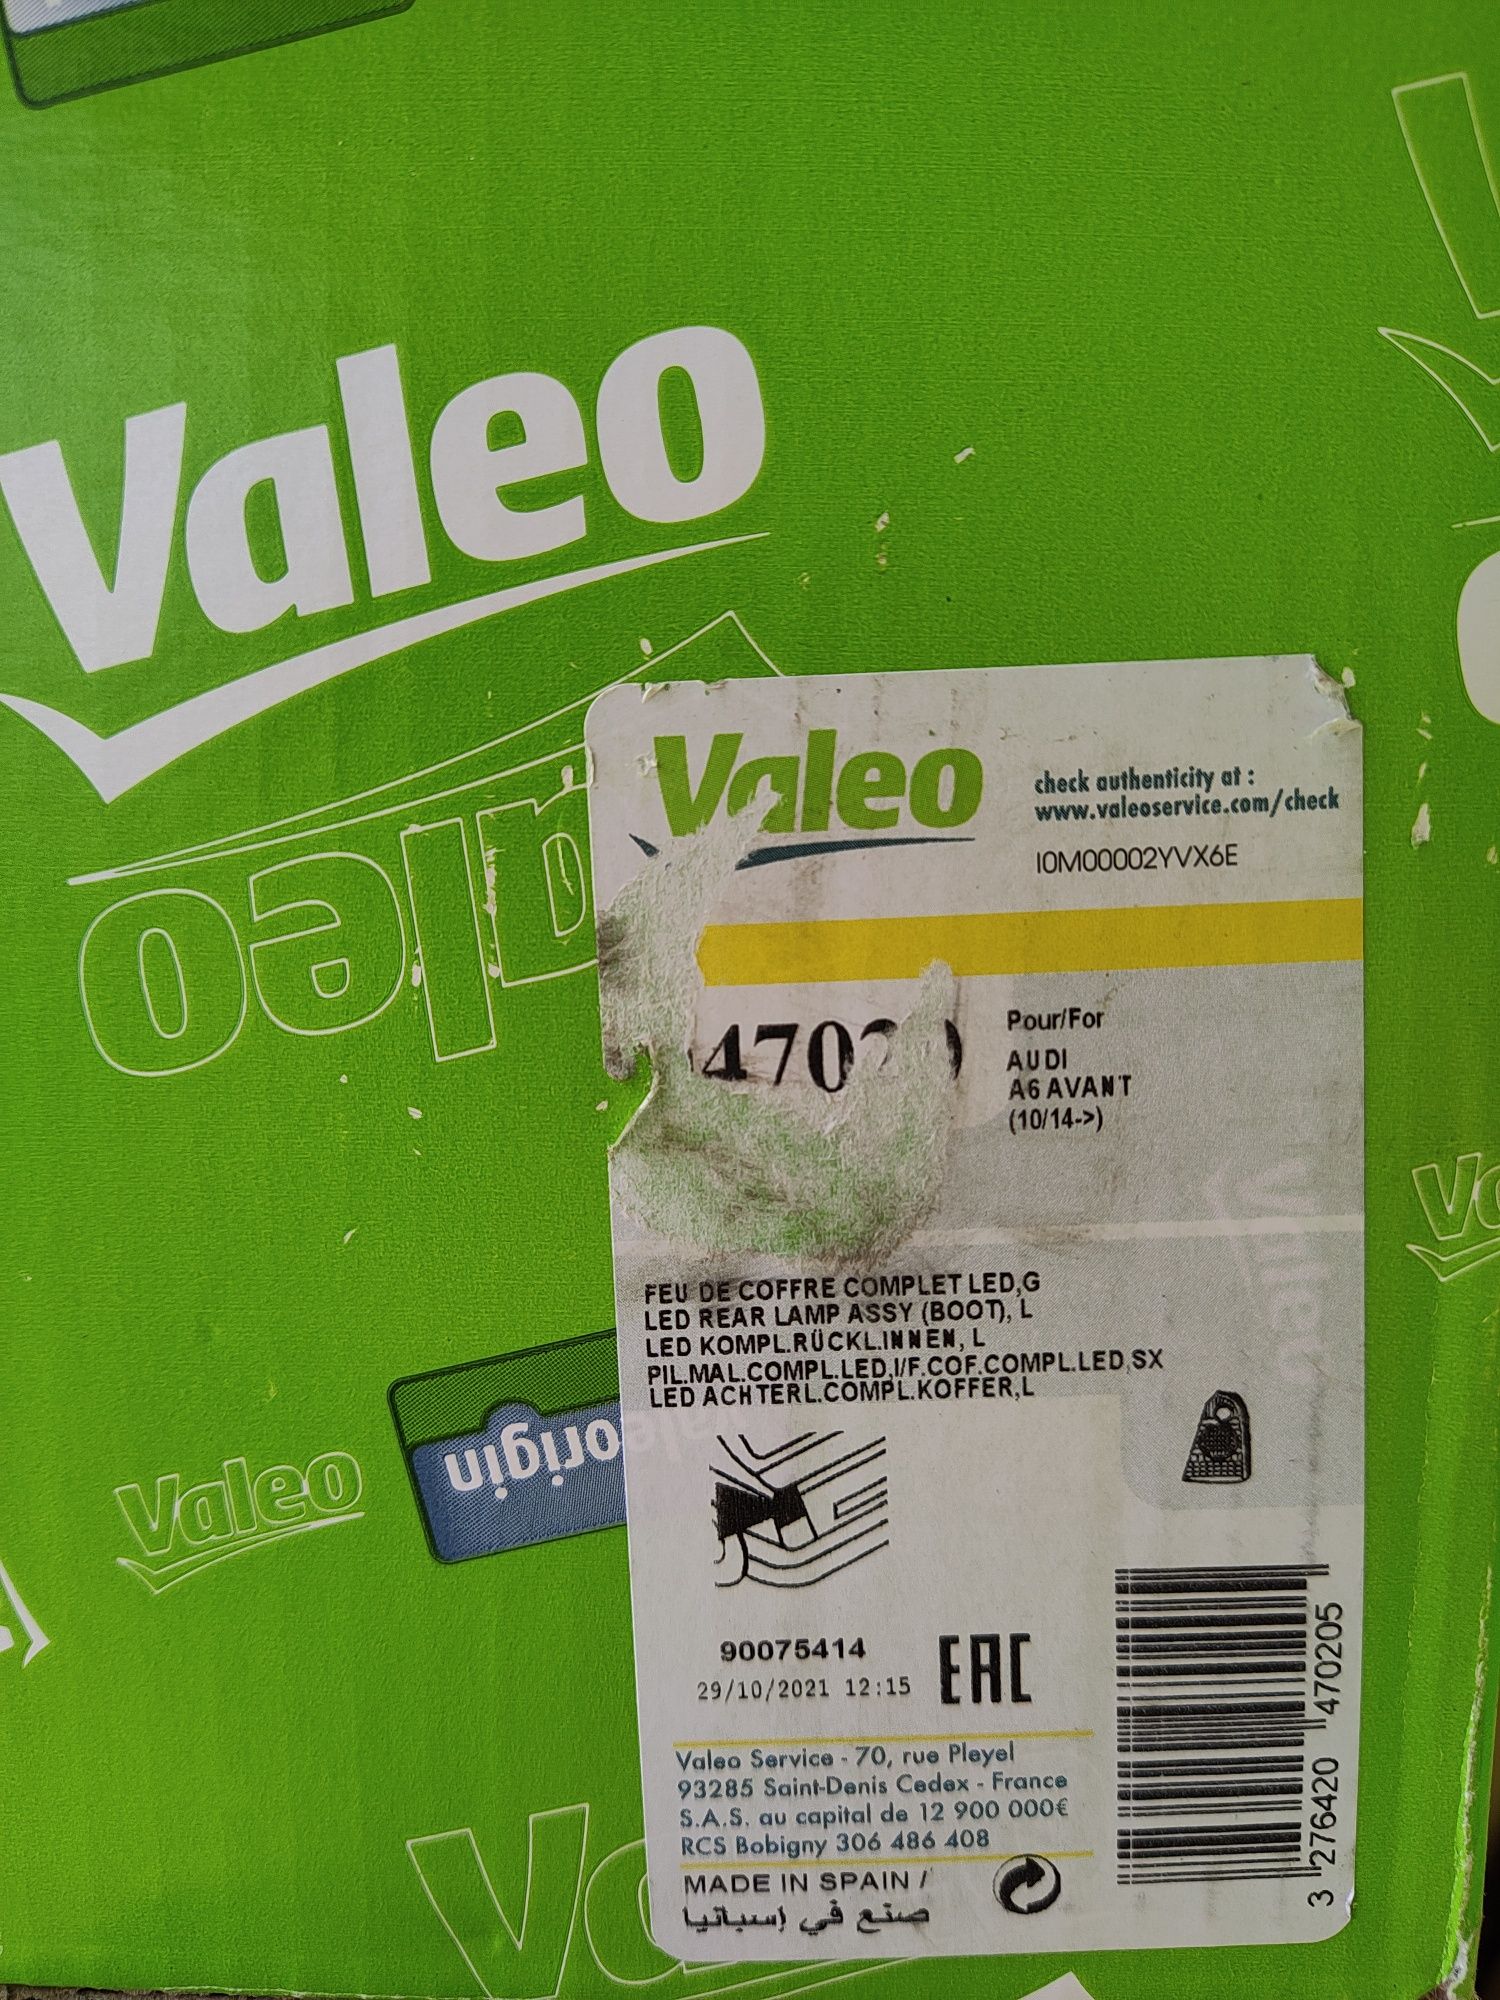 Valeo
Valeo
Valeo
check authenticity at :
www.valeoservice.com/check
I0M00002YVX6E
Pour/For
AUDI
A6 AVANT
(10/14->)
FEU DE COFFRE COMPLET LED,G
LED REAR LAMP ASSY (BOOT), L
LED KOMPL.RÜCKL.INNEN, L
PIL.MAL.COMPL.LED,I/F.COF.COMPL.LED,SX
LED ACHTERL.COMPL.KOFFER,L
origin
Valeo
90075414
29/10/2021 12:15
EAC
Valeo Service - 70, rue Pleyel
93285 Saint-Denis Cedex - France
S.A.S. au capital de 12 900 000€
RCS Bobigny 306 486 408
MADE IN SPAIN /
صنع في إسبانيا
3 276420 470205